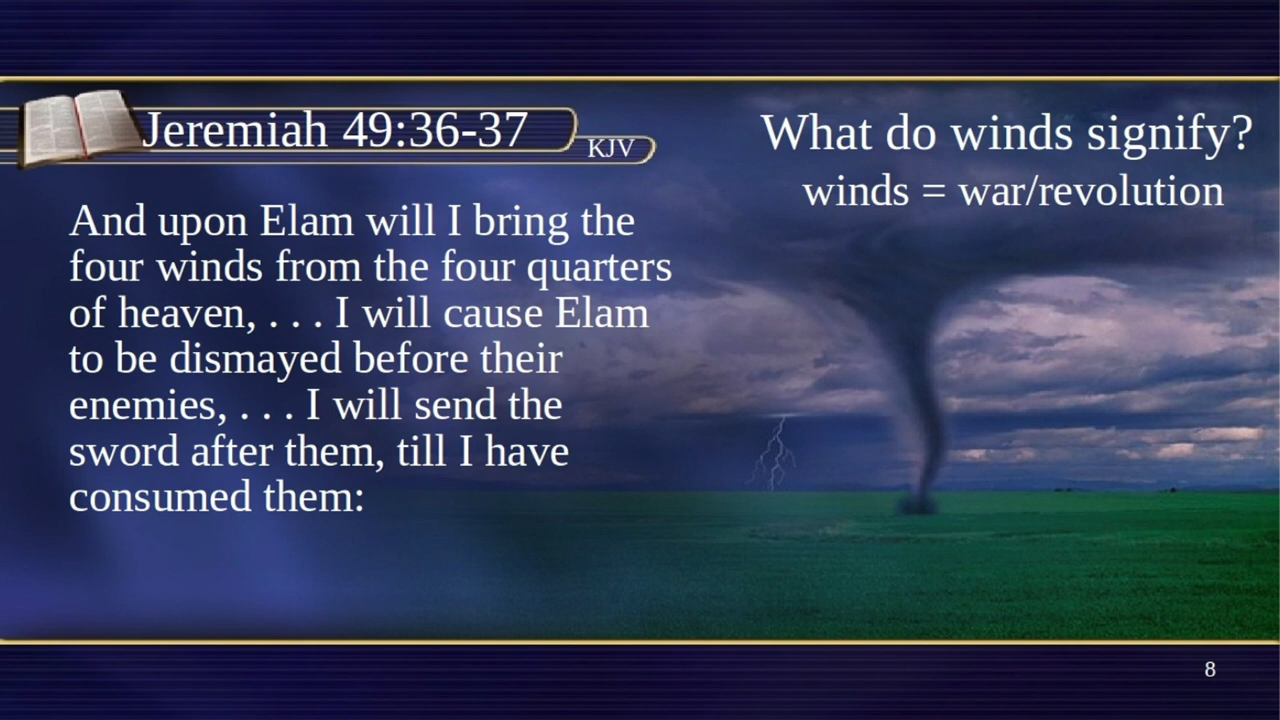 Jeremiah 49:36-37
KJV
And upon Elam will I bring the
four winds from the four quarters
of heaven, . . . I will cause Elam
to be dismayed before their
enemies, . . . I will send the
sword after them, till I have
consumed them:
What do winds signify?
winds = war/revolution
8